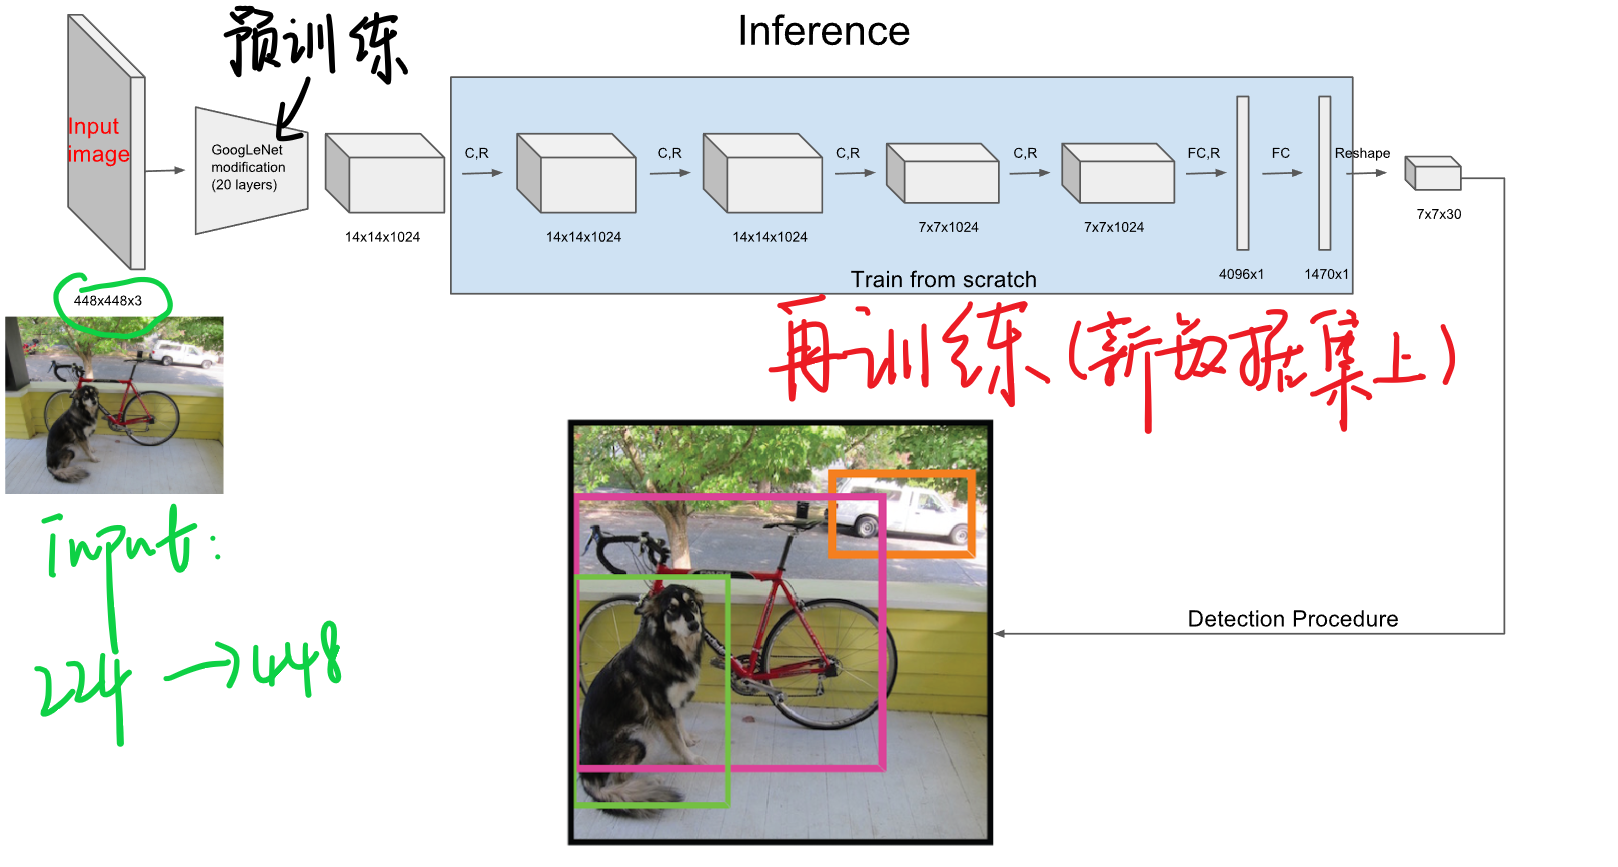 Inference
预训练
Input
image
GoogLeNet
modification
(20 layers)
C,R
C,R
C,R
C,R
FC,R
FC
Reshape
14x14x1024
14x14x1024
14x14x1024
7x7x1024
7x7x1024
4096x1
1470x1
7x7x30
Train from scratch
448x448x3
再训练(新数据集上)
input:
224 → 448
Detection Procedure